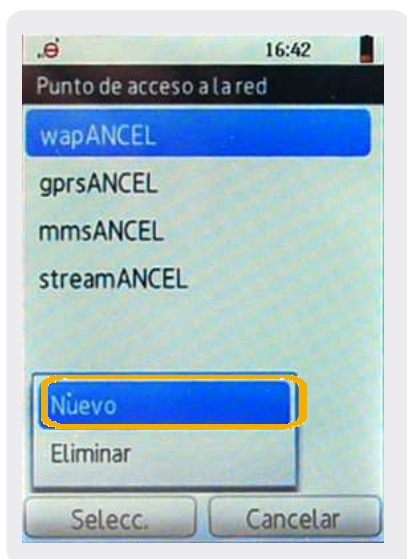 16:42
Punto de acceso a la red
wapANCEL
gprsANCEL
mmsANCEL
streamANCEL
Nuevo
Eliminar
Selecc. Cancelar